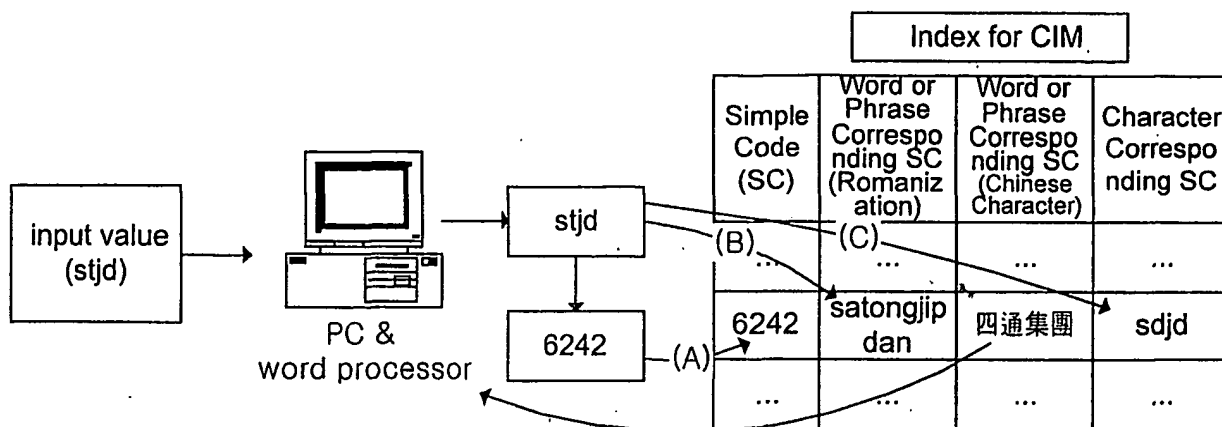 Index for CIM
Simple
Code
(SC)
Word or
Phrase
Correspo
nding SC
(Romaniz
ation)
Word or
Phrase
Correspo
nding SC
(Chinese
Character)
Character
Correspo
nding SC
input value
(stjd)
PC &
word processor
stjd
6242
(A)
(B)
(C)
...
...
...
...
6242
satongjip
dan
四通集團
sdjd
...
...
...
...